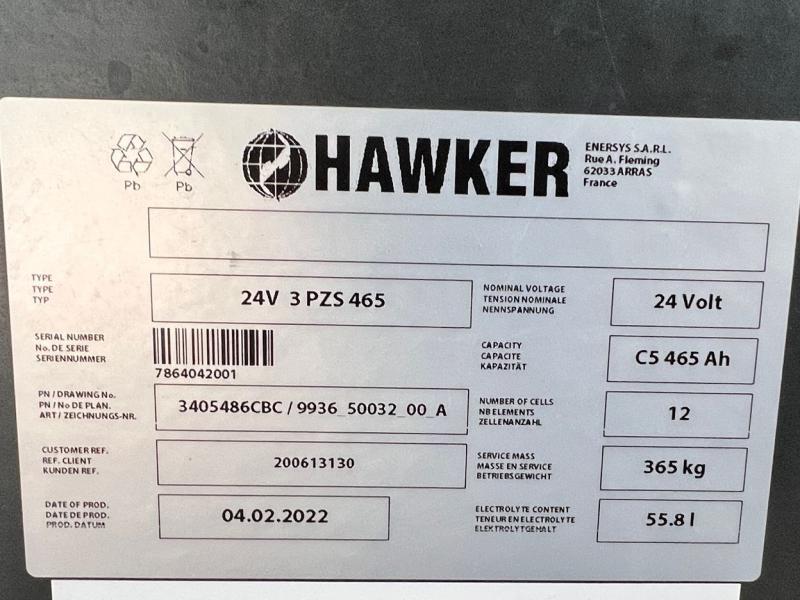 Pb
Pb
HAWKER
ENERSYS S.A.R.L.
Rue A. Fleming
62033 ARRAS
France
TYPE
TYPE
TYP
24V 3 PZS 465
NOMINAL VOLTAGE
TENSION NOMINALE
NENNSPANNUNG
24 Volt
SERIAL NUMBER
No. DE SERIE
SERIENNUMMER
7864042001
CAPACITY
CAPACITE
KAPAZITÄT
C5 465 Ah
PN / DRAWING No.
PN / No DE PLAN.
ART / ZEICHNUNGS-NR.
3405486CBC / 9936_50032_00_A
NUMBER OF CELLS
NB ELEMENTS
ZELLENANZAHL
12
CUSTOMER REF.
REF. CLIENT
KUNDEN REF.
200613130
SERVICE MASS
MASSE EN SERVICE
BETRIEBSGEWICHT
365 kg
DATE OF PROD.
DATE DE PROD.
PROD. DATUM
04.02.2022
ELECTROLYTE CONTENT
TENEUR EN ELECTROLYTE
ELEKTROLYTGEHALT
55.8 l